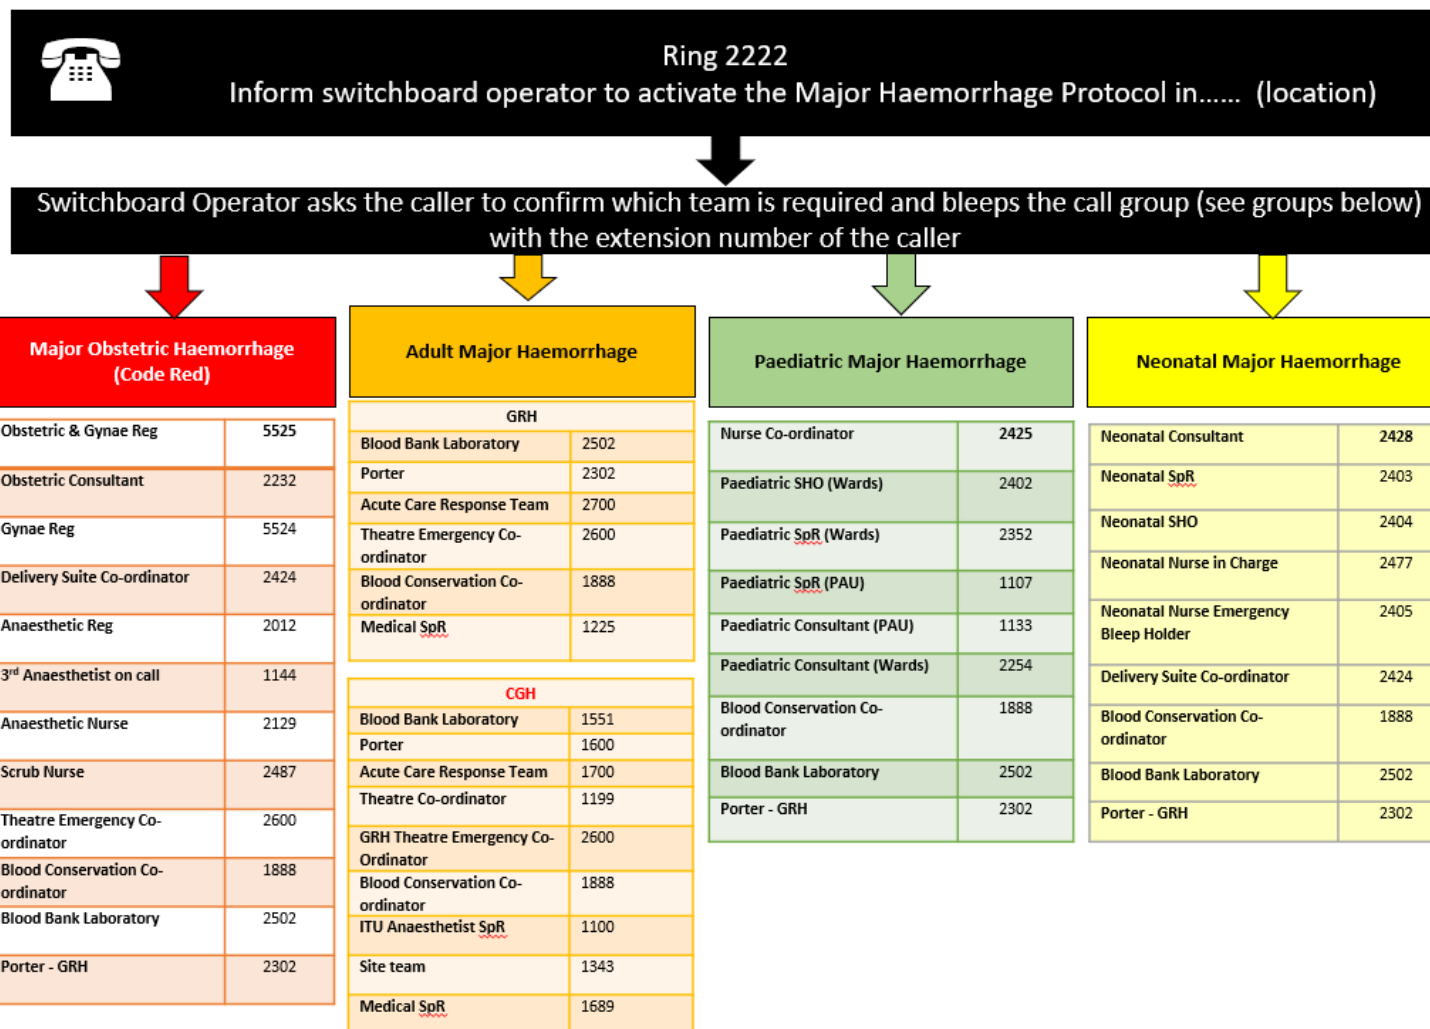 Ring 2222
Inform switchboard operator to activate the Major Haemorrhage Protocol in...... (location)
Switchboard Operator asks the caller to confirm which team is required and bleeps the call group (see groups below)
with the extension number of the caller
Major Obstetric Haemorrhage
(Code Red)
Obstetric & Gynae Reg 5525
Obstetric Consultant 2232
Gynae Reg 5524
Delivery Suite Co-ordinator 2424
Anaesthetic Reg 2012
3rd Anaesthetist on call 1144
Anaesthetic Nurse 2129
Scrub Nurse 2487
Theatre Emergency Co- 2600
ordinator
Blood Conservation Co- 1888
ordinator
Blood Bank Laboratory 2502
Porter - GRH 2302
Adult Major Haemorrhage
GRH
Blood Bank Laboratory 2502
Porter 2302
Acute Care Response Team 2700
Theatre Emergency Co- 2600
ordinator
Blood Conservation Co- 1888
ordinator
Medical SpR 1225
CGH
Blood Bank Laboratory 1551
Porter 1600
Acute Care Response Team 1700
Theatre Co-ordinator 1199
GRH Theatre Emergency Co- 2600
Ordinator
Blood Conservation Co- 1888
ordinator
ITU Anaesthetist SpR 1100
Site team 1343
Medical SpR 1689
Paediatric Major Haemorrhage
Nurse Co-ordinator 2425
Paediatric SHO (Wards) 2402
Paediatric SpR (Wards) 2352
Paediatric SpR (PAU) 1107
Paediatric Consultant (PAU) 1133
Paediatric Consultant (Wards) 2254
Blood Conservation Co- 1888
ordinator
Blood Bank Laboratory 2502
Porter - GRH 2302
Neonatal Major Haemorrhage
Neonatal Consultant 2428
Neonatal SpR 2403
Neonatal SHO 2404
Neonatal Nurse in Charge 2477
Neonatal Nurse Emergency 2405
Bleep Holder
Delivery Suite Co-ordinator 2424
Blood Conservation Co- 1888
ordinator
Blood Bank Laboratory 2502
Porter - GRH 2302